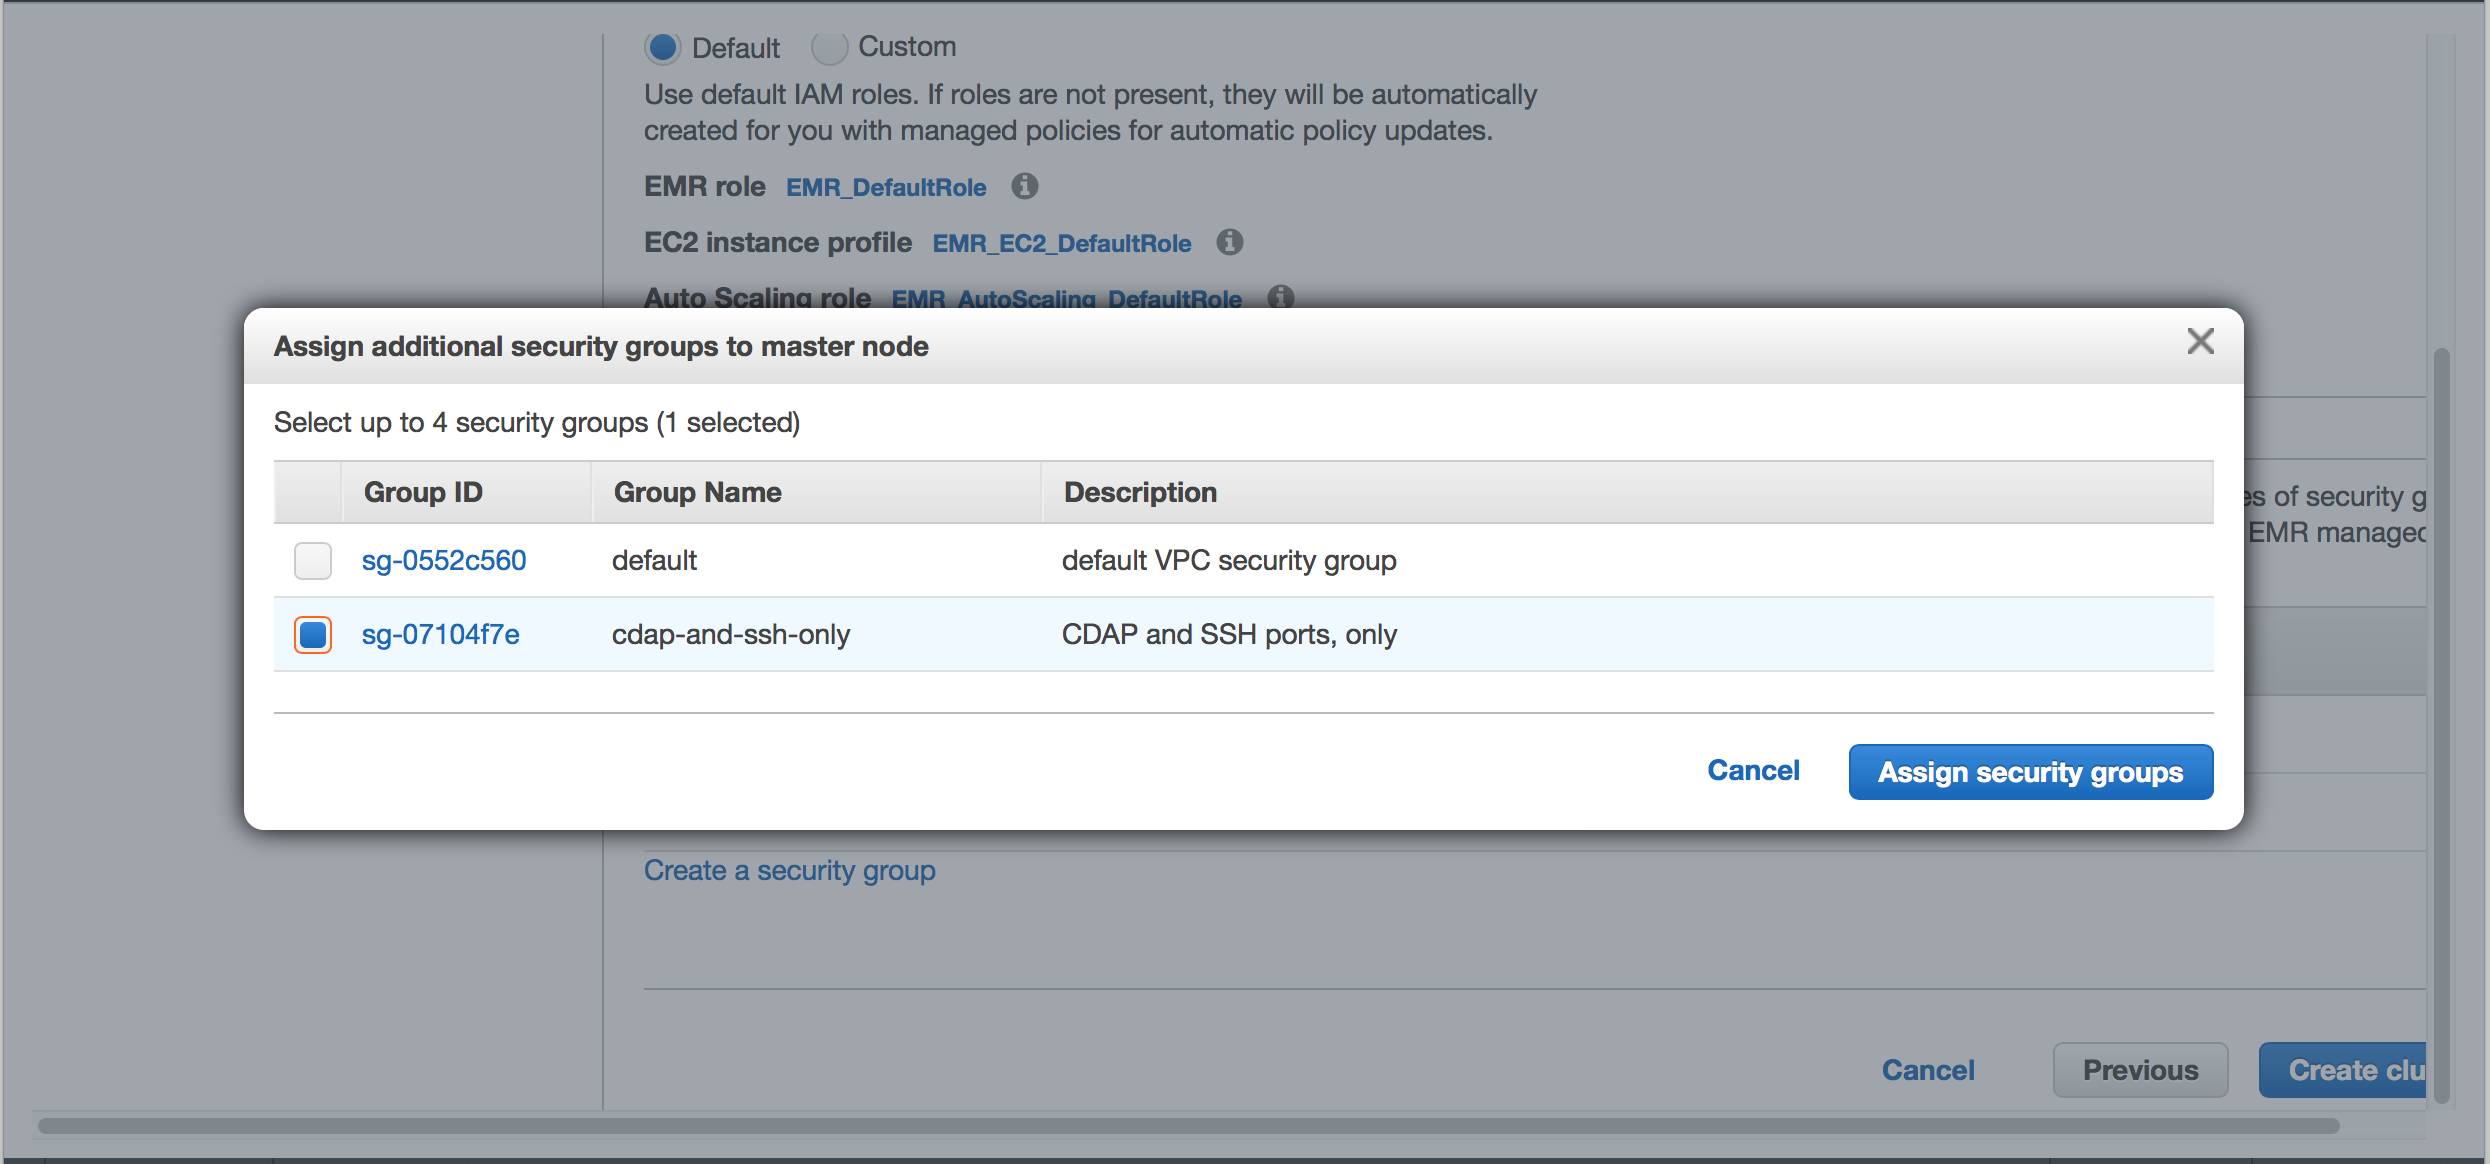 Default Custom
Use default IAM roles. If roles are not present, they will be automatically
created for you with managed policies for automatic policy updates.
EMR role EMR_DefaultRole
EC2 instance profile EMR_EC2_DefaultRole
Auto Scaling role EMR_AutoScaling_DefaultRole
Assign additional security groups to master node
Select up to 4 security groups (1 selected)
Group ID Group Name Description
es of security g
sg-0552c560 default default VPC security group
EMR managed
sg-07104f7e cdap-and-ssh-only CDAP and SSH ports, only
Cancel Assign security groups
Create a security group
Cancel Previous Create clu